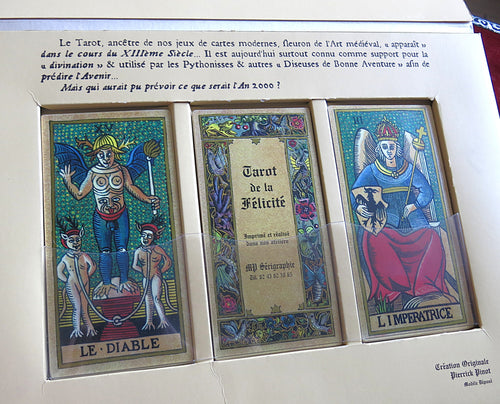 Le Tarot, ancêtre de nos jeux de cartes modernes, fleuron de l'Art médiéval, « apparaît »
dans le cours du XIIIème Siècle... Il est aujourd'hui surtout connu comme support pour la
« divination » & utilisé par les Pythonisses & autres « Diseuses de Bonne Aventure » afin de
prédire l'Avenir...
Mais qui aurait pu prévoir ce que serait l'An 2000 ?
LE · DIABLE
Tarot
de la
Félicité
Imprimé et réalisé
dans nos ateliers
MP Sérigraphie
III
L'IMPERATRICE
Création Originale
Pierrick Pinot
Modèle Déposé